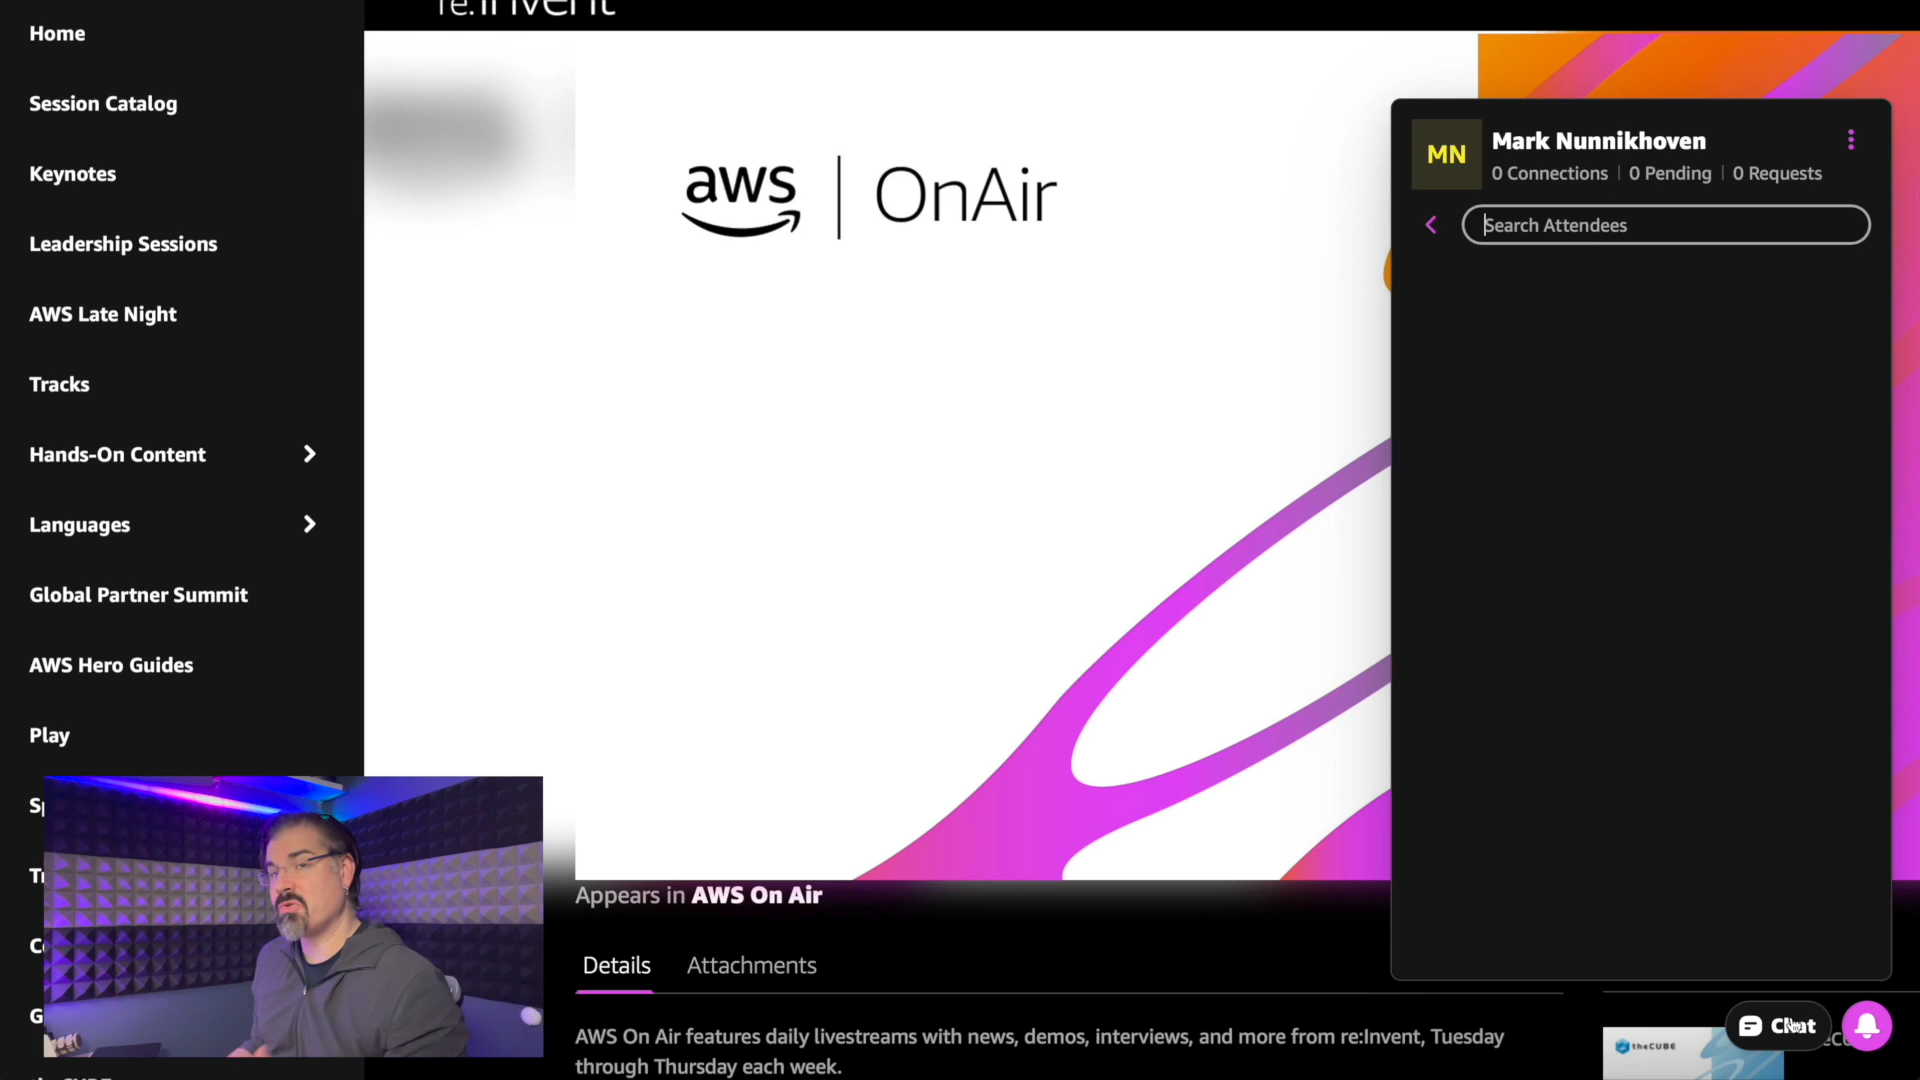 re:Invent
Home
Session Catalog
Keynotes
Leadership Sessions
AWS Late Night
Tracks
Hands-On Content
Languages
Global Partner Summit
AWS Hero Guides
Play
aws | OnAir
MN
Mark Nunnikhoven
0 Connections | 0 Pending | 0 Requests
Search Attendees
Appears in AWS On Air
Details
Attachments
AWS On Air features daily livestreams with news, demos, interviews, and more from re:Invent, Tuesday
through Thursday each week.
theCUBE
Chat